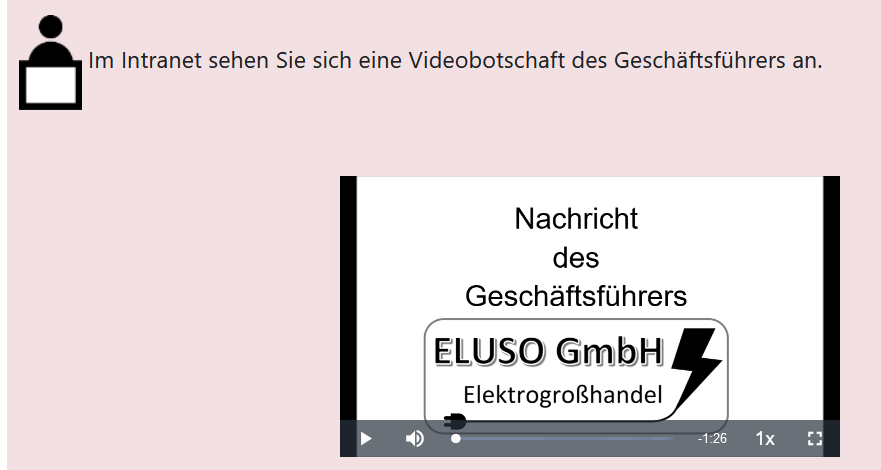 Im Intranet sehen Sie sich eine Videobotschaft des Geschäftsführers an.
Nachricht
des
Geschäftsführers
ELUSO GmbH
Elektrogroßhandel
-1:26
1x